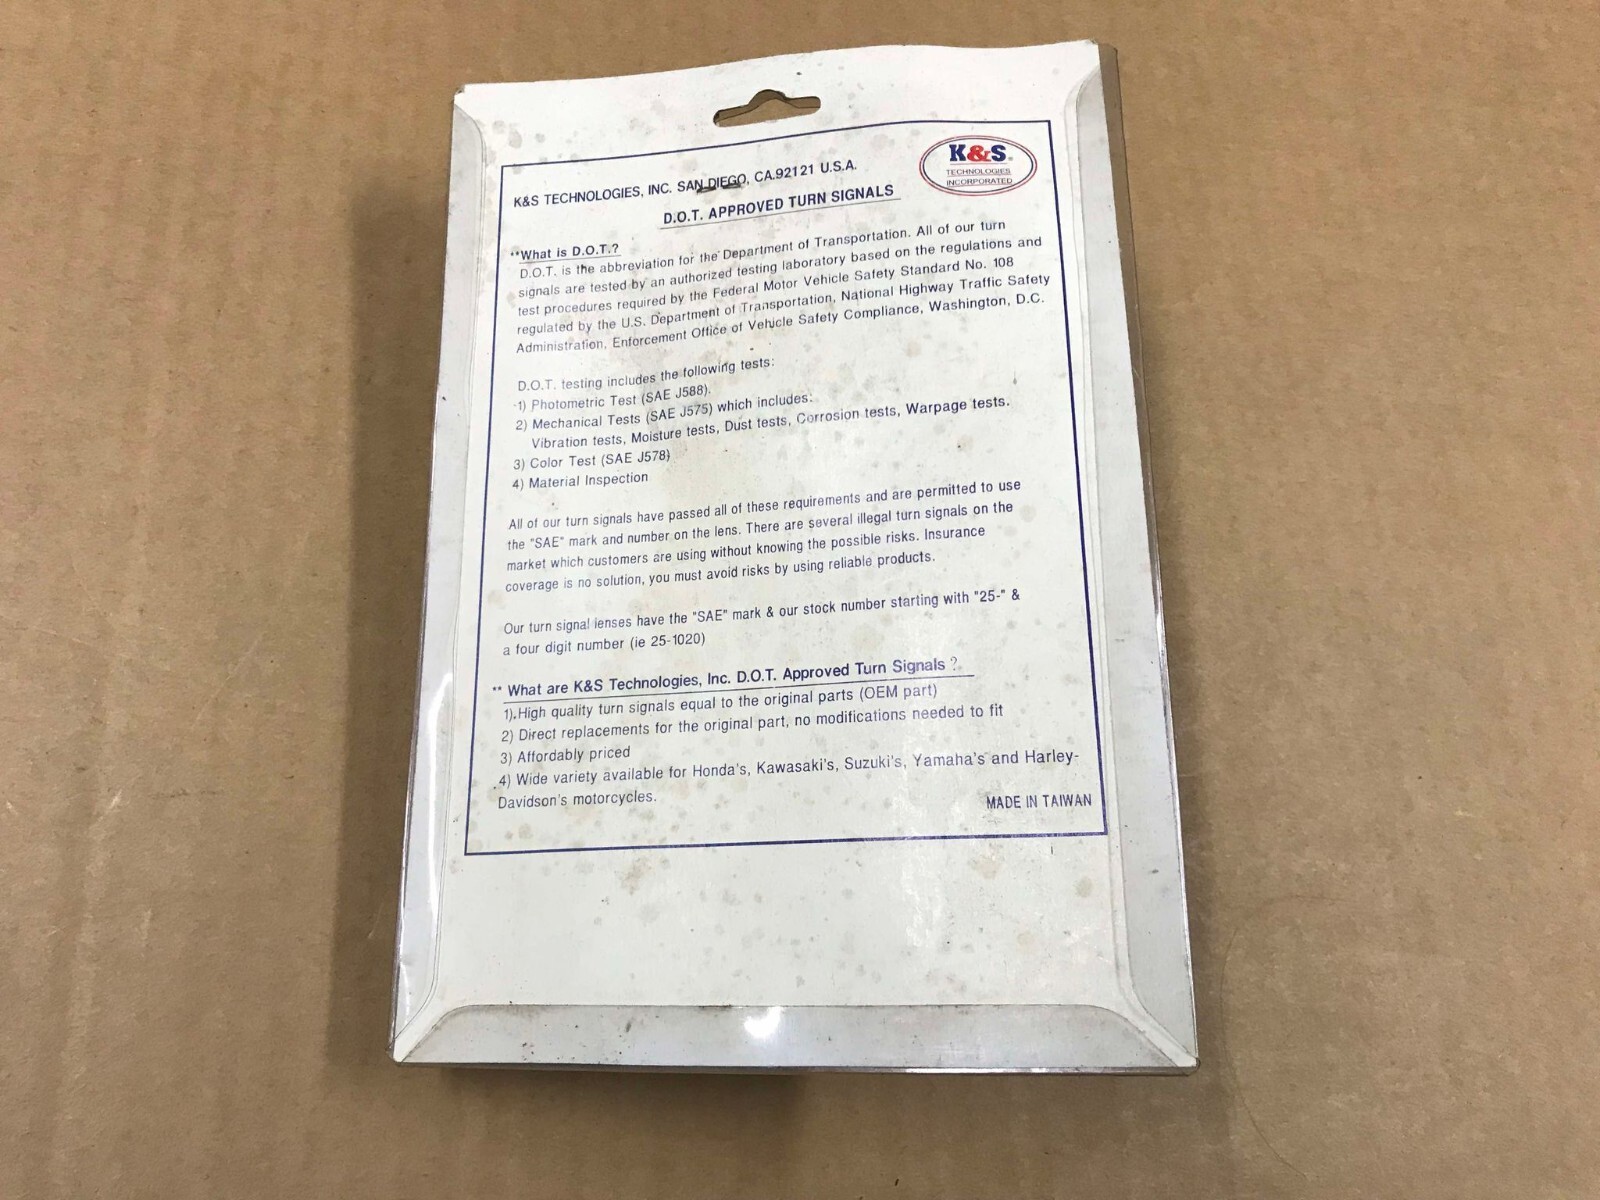 K&S TECHNOLOGIES, INC. SAN DIEGO, CA.92121 U.S.A.
K&S®
TECHNOLOGIES
INCORPORATED
D.O.T. APPROVED TURN SIGNALS
**What is D.O.T.?
D.O.T. is the abbreviation for the Department of Transportation. All of our turn
signals are tested by an authorized testing laboratory based on the regulations and
test procedures required by the Federal Motor Vehicle Safety Standard No. 108
regulated by the U.S. Department of Transportation, National Highway Traffic Safety
Administration, Enforcement Office of Vehicle Safety Compliance, Washington, D.C.
D.O.T. testing includes the following tests:
1) Photometric Test (SAE J588).
2) Mechanical Tests (SAE J575) which includes:
Vibration tests, Moisture tests, Dust tests, Corrosion tests, Warpage tests.
3) Color Test (SAE J578)
4) Material Inspection
All of our turn signals have passed all of these requirements and are permitted to use
the "SAE" mark and number on the lens. There are several illegal turn signals on the
market which customers are using without knowing the possible risks. Insurance
coverage is no solution, you must avoid risks by using reliable products.
Our turn signal lenses have the "SAE" mark & our stock number starting with "25-" &
a four digit number (ie 25-1020)
** What are K&S Technologies, Inc. D.O.T. Approved Turn Signals ?
1).High quality turn signals equal to the original parts (OEM part)
2) Direct replacements for the original part, no modifications needed to fit
3) Affordably priced
4) Wide variety available for Honda's, Kawasaki's, Suzuki's, Yamaha's and Harley-
Davidson's motorcycles.
MADE IN TAIWAN